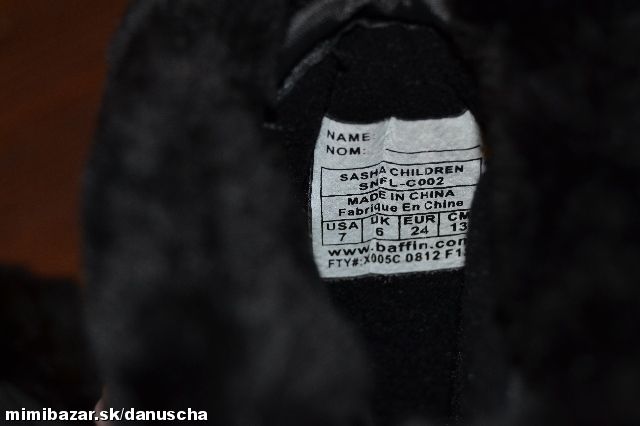 NAME:
NOM:
SASHA CHILDREN
SNFL-C002
MADE IN CHINA
Fabrique En Chine
USA UK EUR CM
7 6 24 13
www.baffin.com
FTY#:X005C 0812 F1
mimibazar.sk/danuscha